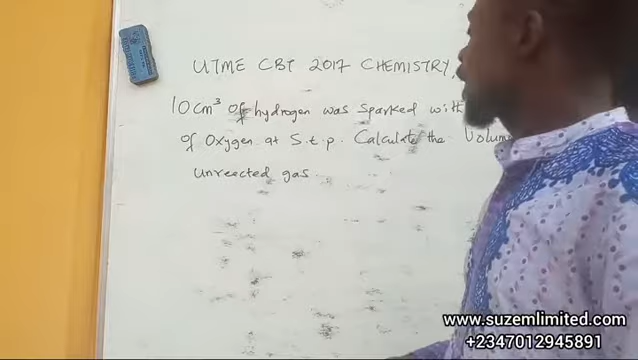 UTME CBT 2017 CHEMISTRY
10cm³ of hydrogen was sparked with
of Oxygen at S.t.p. Calculate the Volum
unreacted gas.
www.suzemlimited.com
+2347012945891